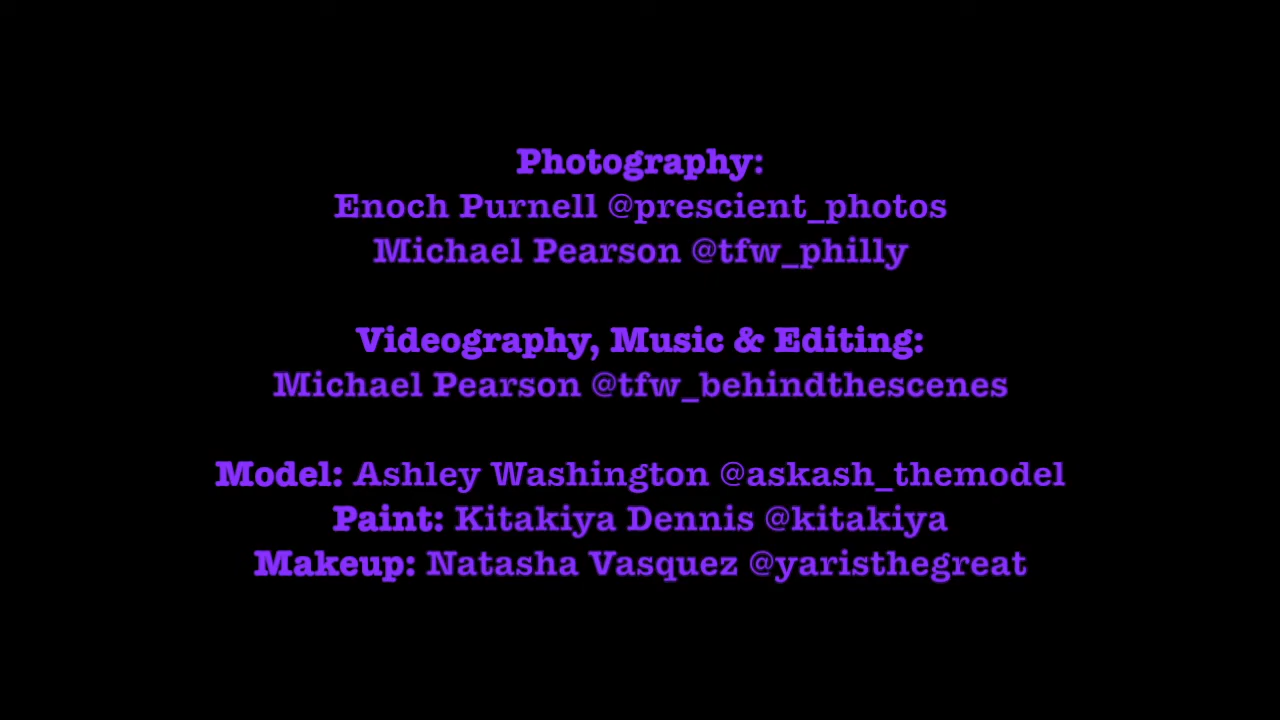 Photography:
Enoch Purnell @prescient_photos
Michael Pearson @tfw_philly
Videography, Music & Editing:
Michael Pearson @tfw_behindthescenes
Model: Ashley Washington @askash_themodel
Paint: Kitakiya Dennis @kitakiya
Makeup: Natasha Vasquez @yaristhegreat